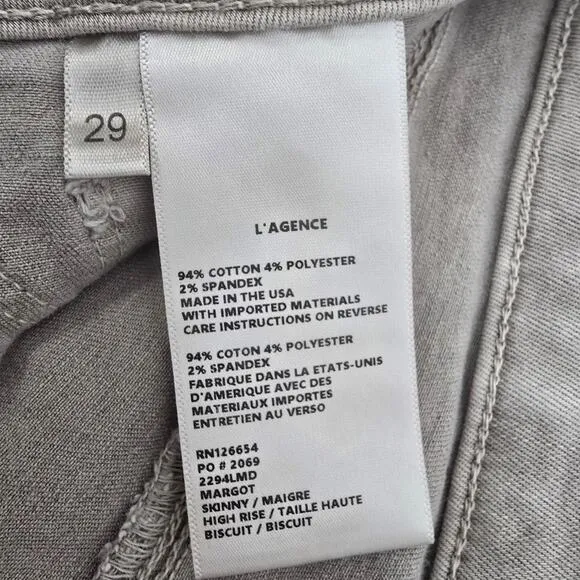 29
L'AGENCE
94% COTTON 4% POLYESTER
2% SPANDEX
MADE IN THE USA
WITH IMPORTED MATERIALS
CARE INSTRUCTIONS ON REVERSE
94% COTON 4% POLYESTER
2% SPANDEX
FABRIQUE DANS LA ETATS-UNIS
D'AMERIQUE AVEC DES
MATERIAUX IMPORTES
ENTRETIEN AU VERSO
RN126654
PO # 2069
2294LMD
MARGOT
SKINNY / MAIGRE
HIGH RISE / TAILLE HAUTE
BISCUIT / BISCUIT